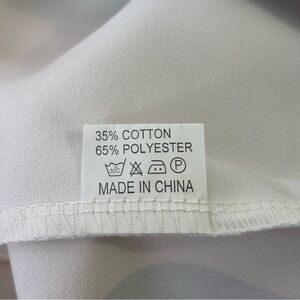 35% COTTON
65% POLYESTER
MADE IN CHINA